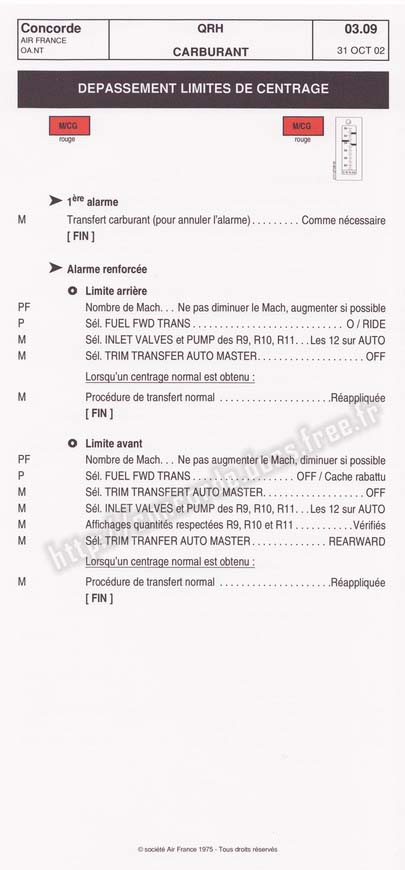 Concorde
AIR FRANCE
OA.NT
QRH
CARBURANT
03.09
31 OCT 02
DEPASSEMENT LIMITES DE CENTRAGE
M/CG
rouge
M/CG
rouge
1ère alarme
M Transfert carburant (pour annuler l'alarme) . . . . . . . . . Comme nécessaire
[ FIN ]
Alarme renforcée
Limite arrière
PF Nombre de Mach. . . Ne pas diminuer le Mach, augmenter si possible
P Sél. FUEL FWD TRANS . . . . . . . . . . . . . . . . . . . . . . . . . . . . O / RIDE
M Sél. INLET VALVES et PUMP des R9, R10, R11. . . Les 12 sur AUTO
M Sél. TRIM TRANSFER AUTO MASTER. . . . . . . . . . . . . . . . . . . . OFF
Lorsqu'un centrage normal est obtenu :
M Procédure de transfert normal . . . . . . . . . . . . . . . . . . . . .Réappliquée
[ FIN ]
Limite avant
PF Nombre de Mach. . . Ne pas augmenter le Mach, diminuer si possible
P Sél. FUEL FWD TRANS . . . . . . . . . . . . . . . . . . . . OFF / Cache rabattu
M Sél. TRIM TRANSFERT AUTO MASTER. . . . . . . . . . . . . . . . . . . OFF
M Sél. INLET VALVES et PUMP des R9, R10, R11. . . Les 12 sur AUTO
M Affichages quantités respectées R9, R10 et R11 . . . . . . . . . . . Vérifiés
M Sél. TRIM TRANFER AUTO MASTER . . . . . . . . . . . . . . REARWARD
Lorsqu'un centrage normal est obtenu :
M Procédure de transfert normal . . . . . . . . . . . . . . . . . . . . .Réappliquée
[ FIN ]
© société Air France 1975 - Tous droits réservés